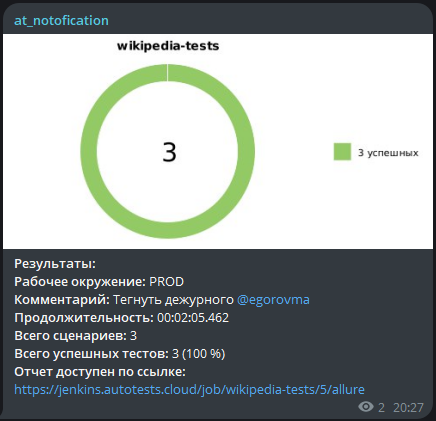 at_notofication
wikipedia-tests
3
3 успешных
Результаты:
Рабочее окружение: PROD
Комментарий: Тегнуть дежурного @egorovma
Продолжительность: 00:02:05.462
Всего сценариев: 3
Всего успешных тестов: 3 (100 %)
Отчет доступен по ссылке:
https://jenkins.autotests.cloud/job/wikipedia-tests/5/allure
2 20:27